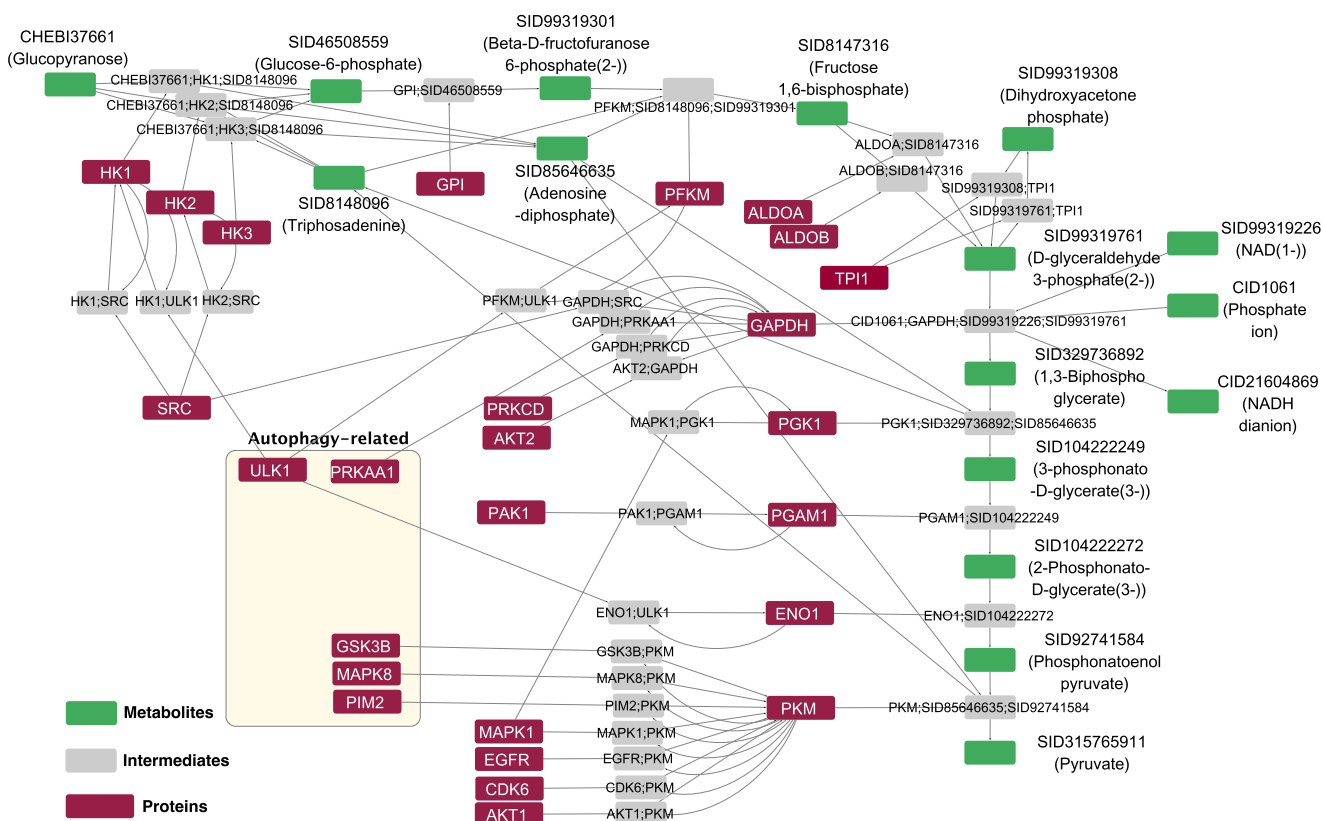 CHEBI37661
(Glucopyranose)
SID46508559
(Glucose-6-phosphate)
SID99319301
(Beta-D-fructofuranose
6-phosphate(2-))
SID8147316
(Fructose
1,6-bisphosphate)
SID99319308
(Dihydroxyacetone
phosphate)
CHEBI37661;HK1;SID8148096
CHEBI37661;HK2;SID8148096
CHEBI37661;HK3;SID8148096
GPI;SID46508559
PFKM;SID8148096;SID99319301
ALDOA;SID8147316
ALDOB;SID8147316
SID99319308;TPI1
SID99319761;TPI1
HK1
HK2
HK3
SID8148096
(Triphosadenine)
GPI
SID85646635
(Adenosine
-diphosphate)
PFKM
ALDOA
ALDOB
TPI1
SID99319761
(D-glyceraldehyde
3-phosphate(2-))
SID99319226
(NAD(1-))
CID1061
(Phosphate
ion)
HK1;SRC
HK1;ULK1
HK2;SRC
PFKM;ULK1
GAPDH;SRC
GAPDH;PRKAA1
GAPDH;PRKCD
AKT2;GAPDH
GAPDH
CID1061;GAPDH;SID99319226;SID99319761
SID329736892
(1,3-Biphospho
glycerate)
CID21604869
(NADH
dianion)
SRC
PRKCD
AKT2
MAPK1;PGK1
PGK1
PGK1;SID329736892;SID85646635
Autophagy-related
ULK1
PRKAA1
SID104222249
(3-phosphonato
-D-glycerate(3-))
PAK1
PAK1;PGAM1
PGAM1
PGAM1;SID104222249
SID104222272
(2-Phosphonato-
D-glycerate(3-))
ENO1;ULK1
ENO1
ENO1;SID104222272
GSK3B
MAPK8
PIM2
GSK3B;PKM
MAPK8;PKM
PIM2;PKM
MAPK1;PKM
EGFR;PKM
CDK6;PKM
AKT1;PKM
PKM
PKM;SID85646635;SID92741584
SID92741584
(Phosphonatoenol
pyruvate)
SID315765911
(Pyruvate)
MAPK1
EGFR
CDK6
AKT1
Metabolites
Intermediates
Proteins